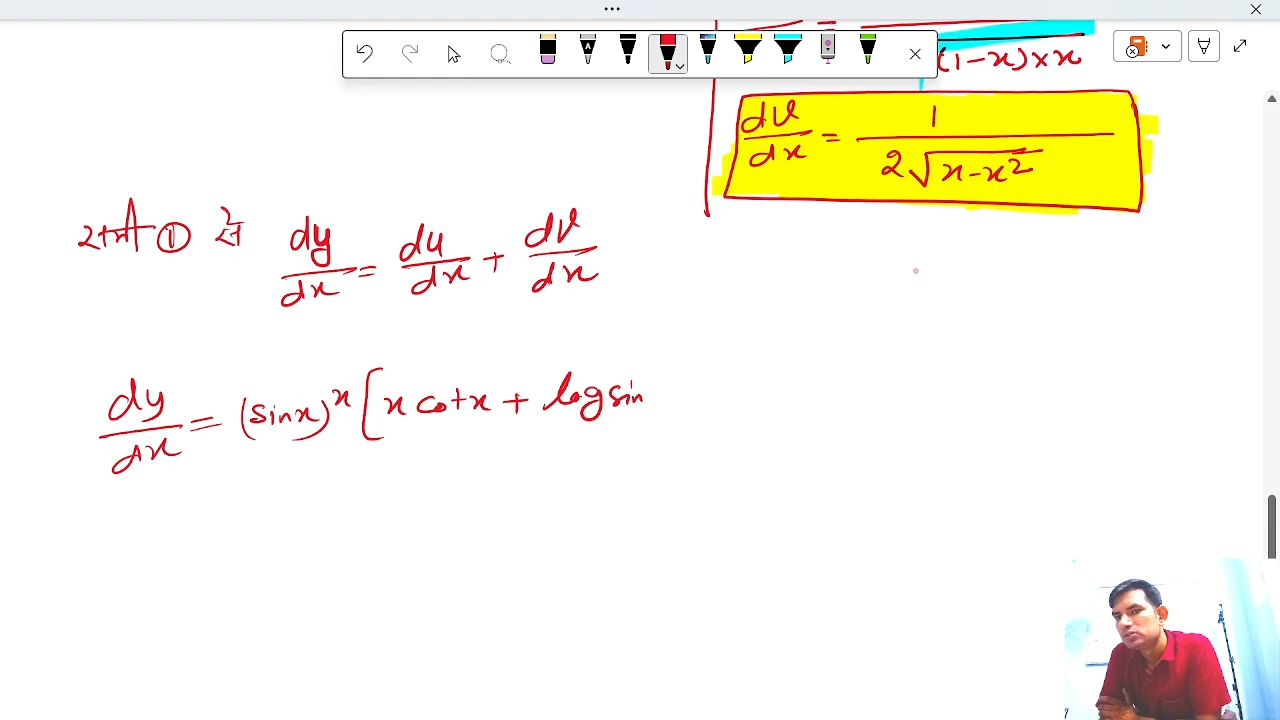 (1-x)×x
dv/dx = 1/(2√(x-x²))
समी① से dy/dx = du/dx + dv/dx
dy/dx = (sinx)^x [x cotx + log sin